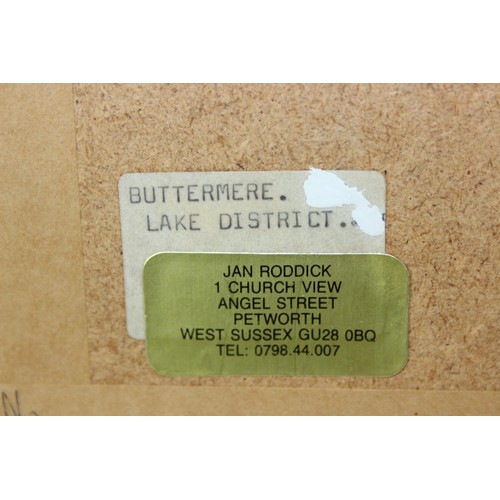 BUTTERMERE.
LAKE DISTRICT.
JAN RODDICK
1 CHURCH VIEW
ANGEL STREET
PETWORTH
WEST SUSSEX GU28 0BQ
TEL: 0798.44.007